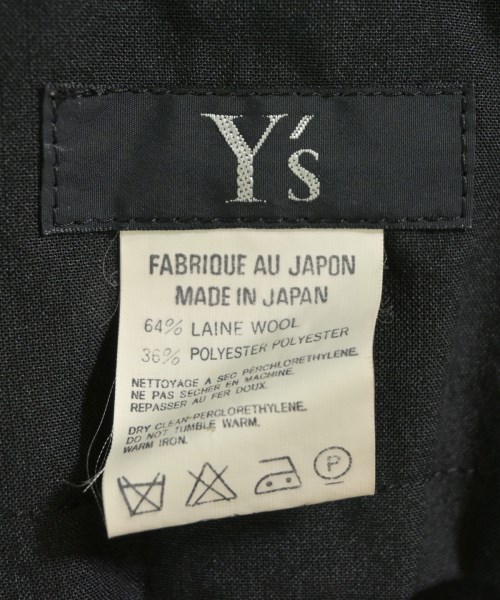 Y's
FABRIQUE AU JAPON
MADE IN JAPAN
64% LAINE WOOL
36% POLYESTER POLYESTER
NETTOYAGE A SEC PERCHLORETHYLENE.
NE PAS SECHER EN MACHINE.
REPASSER AU FER DOUX.
DRY CLEAN-PERCLORETHYLENE.
DO NOT TUMBLE WARM.
WARM IRON.
P